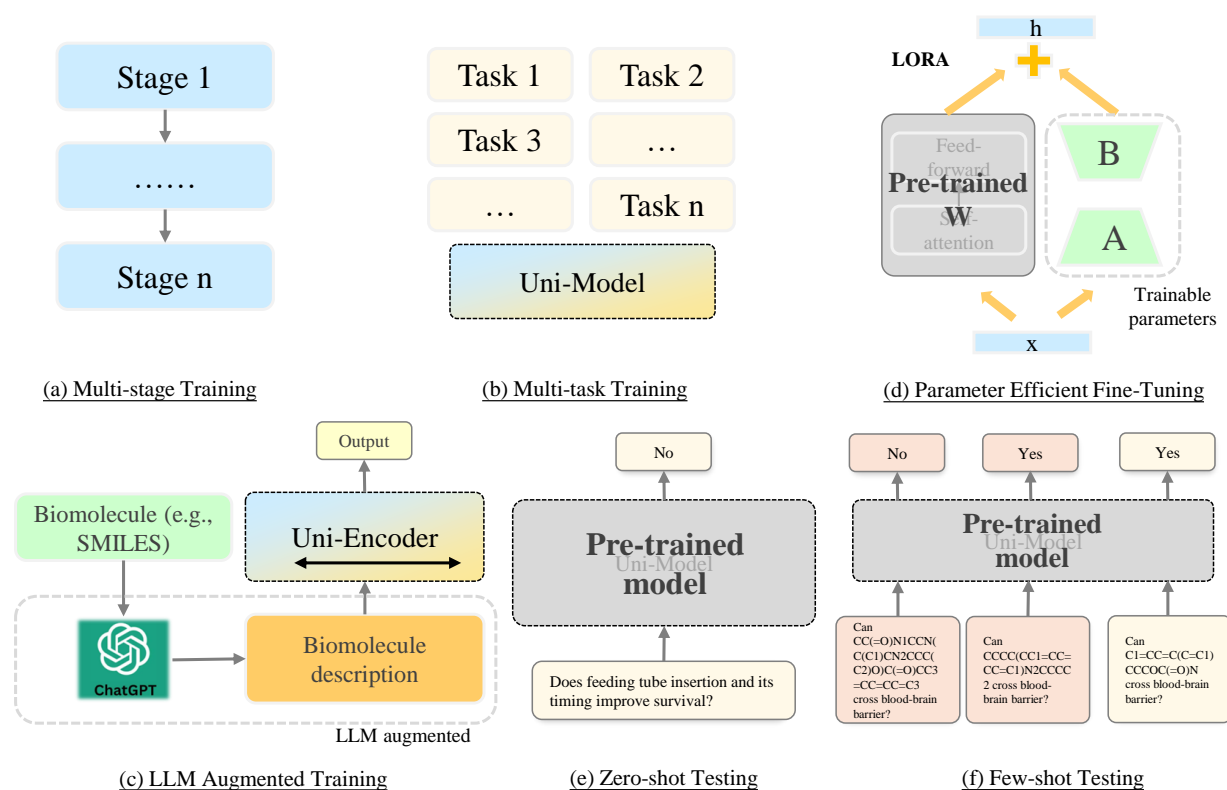 Stage 1
……
Stage n
(a) Multi-stage Training
Task 1
Task 2
Task 3
…
…
Task n
Uni-Model
(b) Multi-task Training
h
LORA
Feed-
forward
Pre-trained
W
Self-
attention
B
A
Trainable
parameters
x
(d) Parameter Efficient Fine-Tuning
Output
Biomolecule (e.g.,
SMILES)
Uni-Encoder
ChatGPT
Biomolecule
description
LLM augmented
(c) LLM Augmented Training
No
Pre-trained
Uni-Model
model
Does feeding tube insertion and its
timing improve survival?
(e) Zero-shot Testing
No
Yes
Yes
Pre-trained
Uni-Model
model
Can
CC(=O)N1CCN(
C(C1)CN2CCC(
C2)O)C(=O)CC3
=CC=CC=C3
cross blood-brain
barrier?
Can
CCCC(CC1=CC=
CC=C1)N2CCCC
2 cross blood-
brain barrier?
Can
C1=CC=C(C=C1)
CCCOC(=O)N
cross blood-brain
barrier?
(f) Few-shot Testing